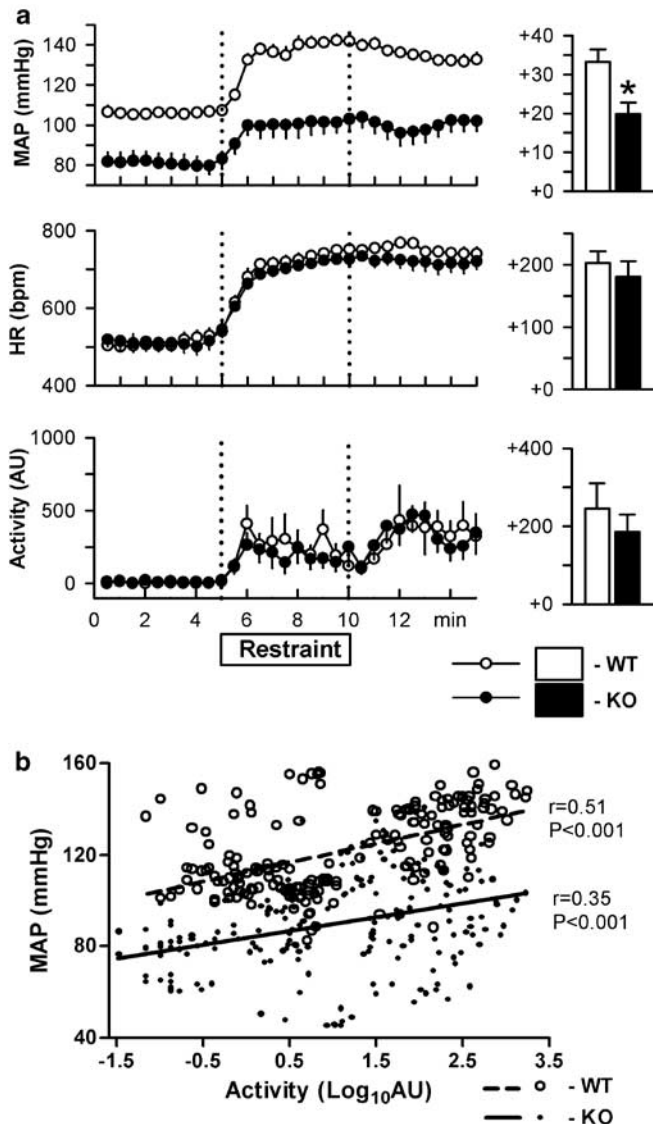 a
MAP (mmHg)
140
120
100
80
+40
+30
+20
+10
+0
*
HR (bpm)
800
600
400
+200
+100
+0
Activity (AU)
1000
500
0
+400
+200
+0
0 2 4 6 8 10 12 min
Restraint
- WT
- KO
b
MAP (mmHg)
160
120
80
40
r=0.51
P<0.001
r=0.35
P<0.001
-1.5 -0.5 0.5 1.5 2.5 3.5
Activity (Log10AU)
- WT
- KO